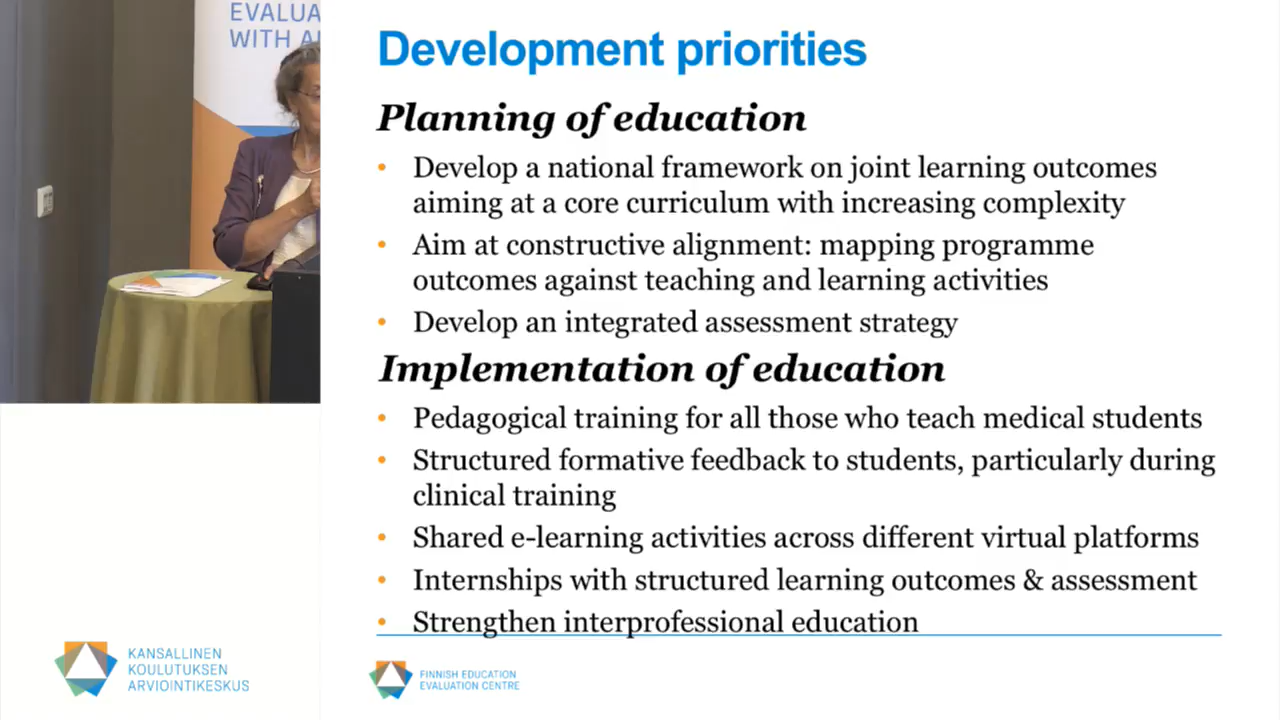 EVALUA
WITH A
Development priorities
Planning of education
• Develop a national framework on joint learning outcomes
aiming at a core curriculum with increasing complexity
• Aim at constructive alignment: mapping programme
outcomes against teaching and learning activities
• Develop an integrated assessment strategy
Implementation of education
• Pedagogical training for all those who teach medical students
• Structured formative feedback to students, particularly during
clinical training
• Shared e-learning activities across different virtual platforms
• Internships with structured learning outcomes & assessment
• Strengthen interprofessional education
KANSALLINEN
KOULUTUKSEN
ARVIOINTIKESKUS
FINNISH EDUCATION
EVALUATION CENTRE